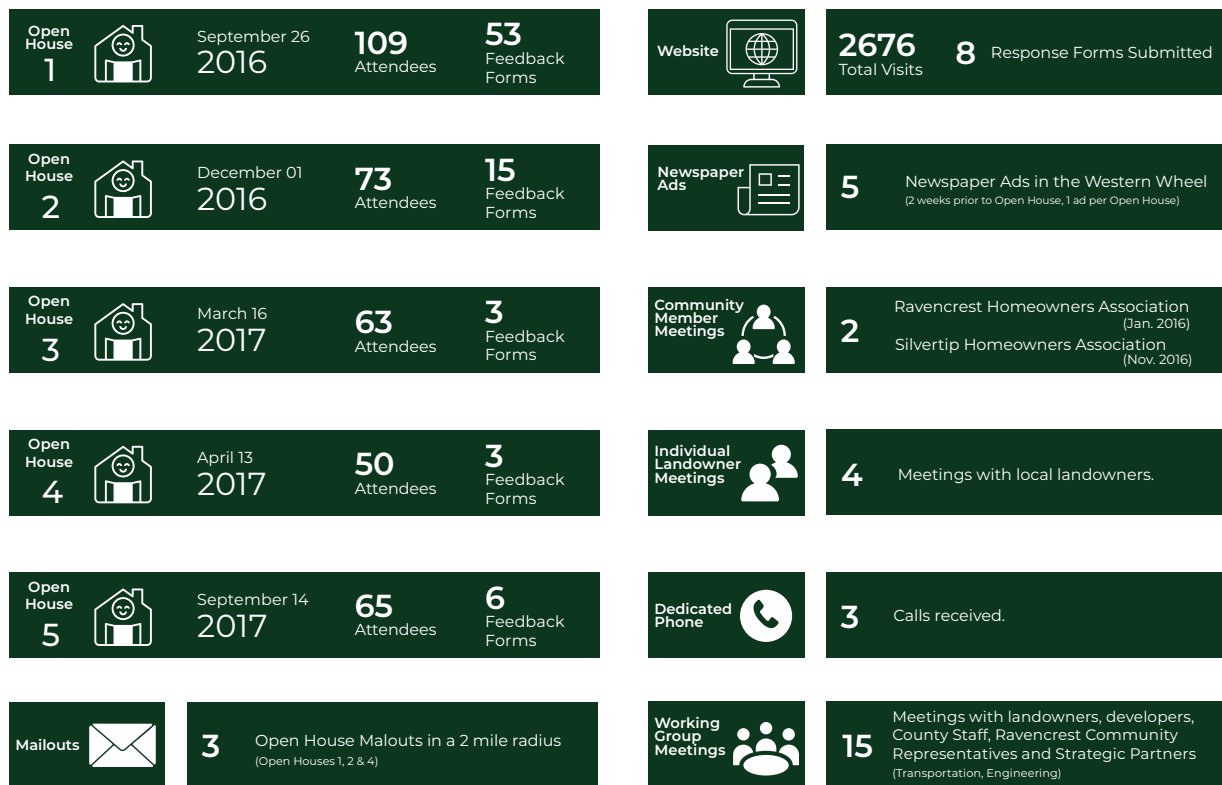 Open
House
1
September 26
2016
109
Attendees
53
Feedback
Forms
Open
House
2
December 01
2016
73
Attendees
15
Feedback
Forms
Open
House
3
March 16
2017
63
Attendees
3
Feedback
Forms
Open
House
4
April 13
2017
50
Attendees
3
Feedback
Forms
Open
House
5
September 14
2017
65
Attendees
6
Feedback
Forms
Mailouts
3
Open House Malouts in a 2 mile radius
(Open Houses 1, 2 & 4)
Website
2676
Total Visits
8 Response Forms Submitted
Newspaper
Ads
5
Newspaper Ads in the Western Wheel
(2 weeks prior to Open House, 1 ad per Open House)
Community
Member
Meetings
2
Ravencrest Homeowners Association
(Jan. 2016)
Silvertip Homeowners Association
(Nov. 2016)
Individual
Landowner
Meetings
4 Meetings with local landowners.
Dedicated
Phone
3 Calls received.
Working
Group
Meetings
15
Meetings with landowners, developers,
County Staff, Ravencrest Community
Representatives and Strategic Partners
(Transportation, Engineering)